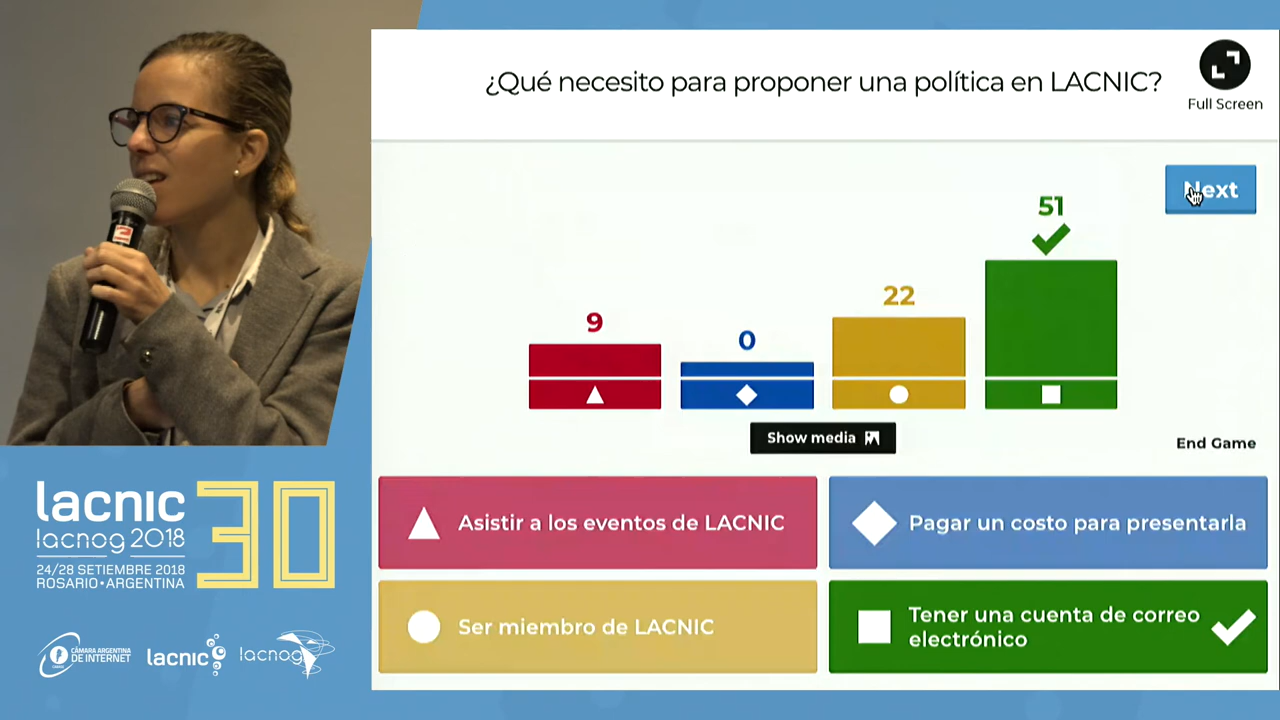 ¿Qué necesito para proponer una política en LACNIC?
Full Screen
Next
9
0
22
51
Show media
End Game
Asistir a los eventos de LACNIC
Pagar un costo para presentarla
Ser miembro de LACNIC
Tener una cuenta de correo
electrónico
lacnic 30
lacnog 2018
24/28 SETIEMBRE 2018
ROSARIO•ARGENTINA
CÁMARA ARGENTINA
DE INTERNET
lacnic
lacnog